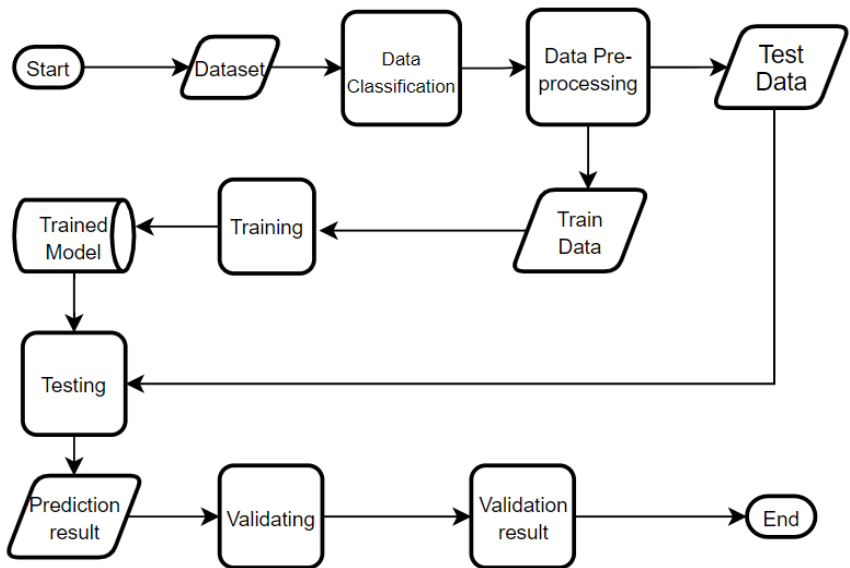 Start
Dataset
Data
Classification
Data Pre-
processing
Test
Data
Trained
Model
Training
Train
Data
Testing
Prediction
result
Validating
Validation
result
End